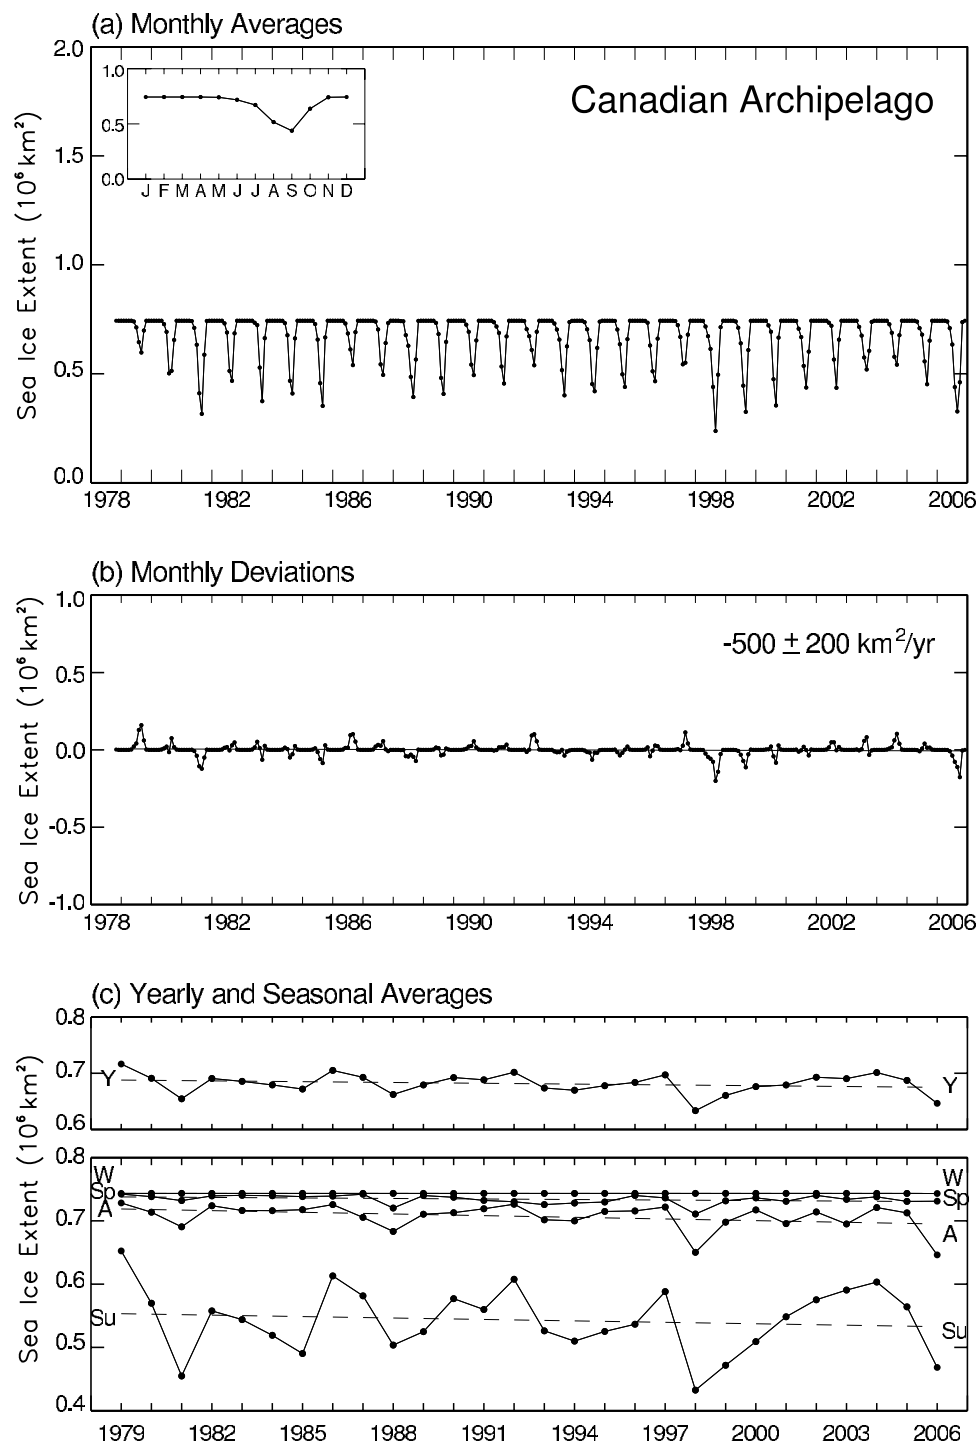 (a) Monthly Averages
Canadian Archipelago
Sea Ice Extent (10⁶ km²)
2.0
1.5
1.0
0.5
0.0
1.0
0.5
0.0
J F M A M J J A S O N D
1978 1982 1986 1990 1994 1998 2002 2006
(b) Monthly Deviations
-500 ± 200 km²/yr
Sea Ice Extent (10⁶ km²)
1.0
0.5
0.0
-0.5
-1.0
1978 1982 1986 1990 1994 1998 2002 2006
(c) Yearly and Seasonal Averages
Sea Ice Extent (10⁶ km²)
0.8
0.7
0.6
Y Y
0.8
0.7
0.6
0.5
0.4
W W
Sp Sp
A A
Su Su
1979 1982 1985 1988 1991 1994 1997 2000 2003 2006